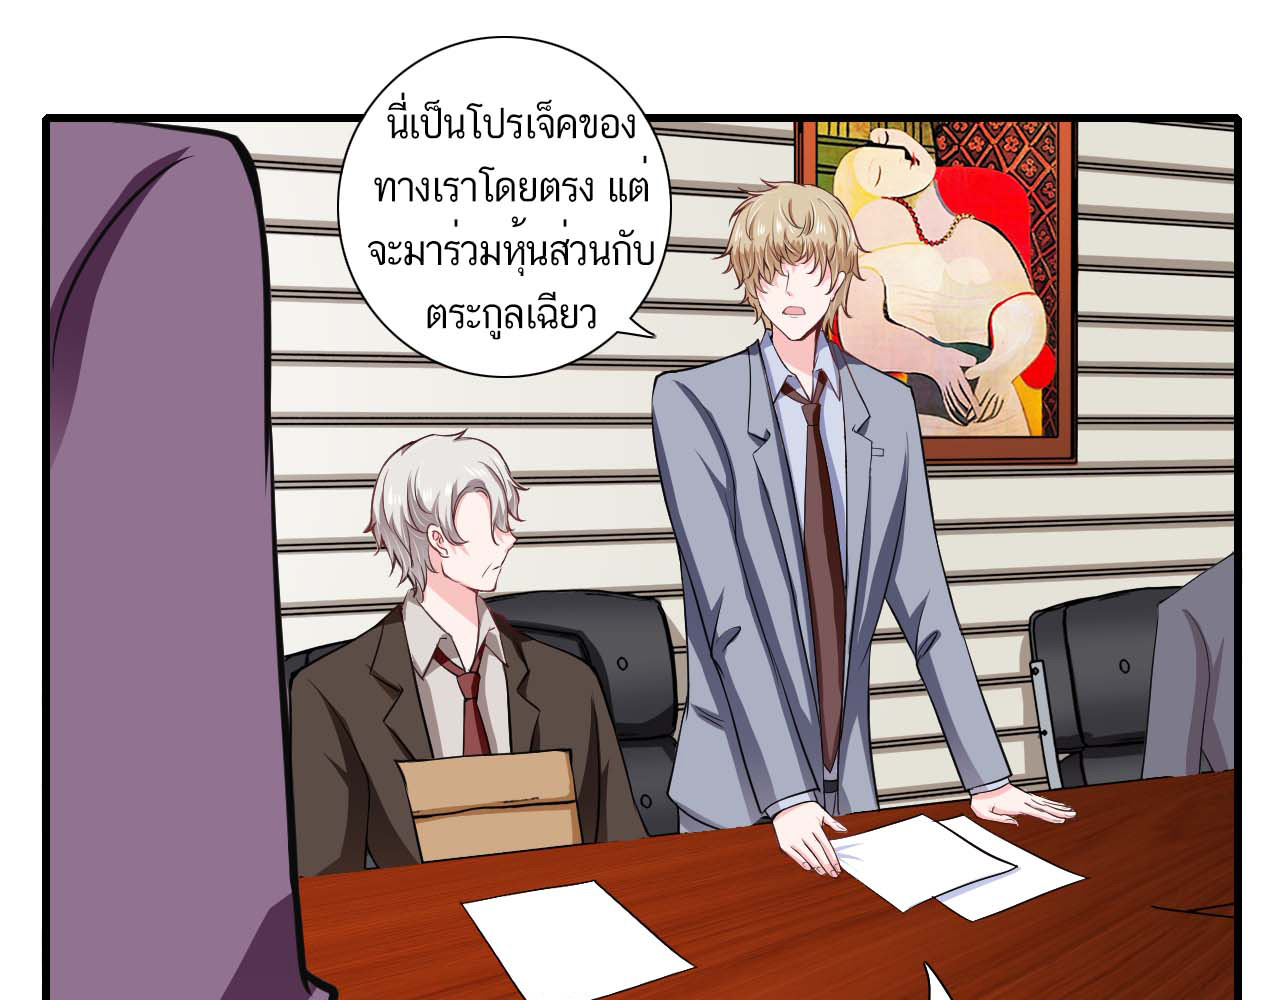 นี่เป็นโปรเจ็คของ
ทางเราโดยตรง แต่
จะมาร่วมหุ้นส่วนกับ
ตระกูลเฉียว